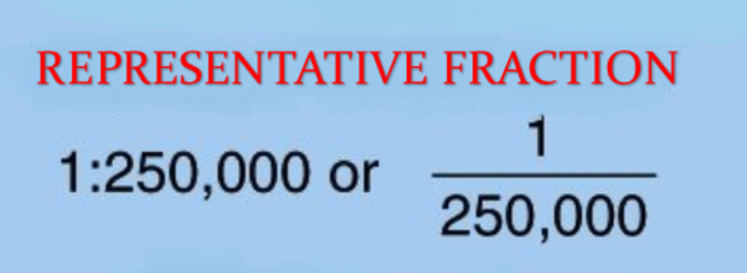 REPRESENTATIVE FRACTION
1:250,000 or 1
250,000